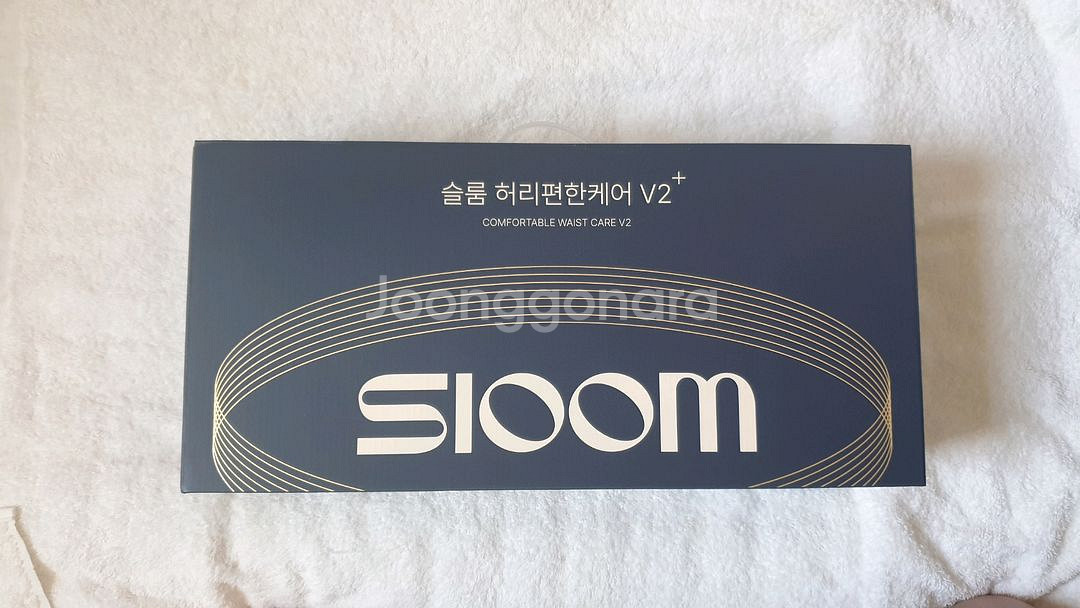 슬룸 허리편한케어 V2+
COMFORTABLE WAIST CARE V2
Joonggonara
sloom